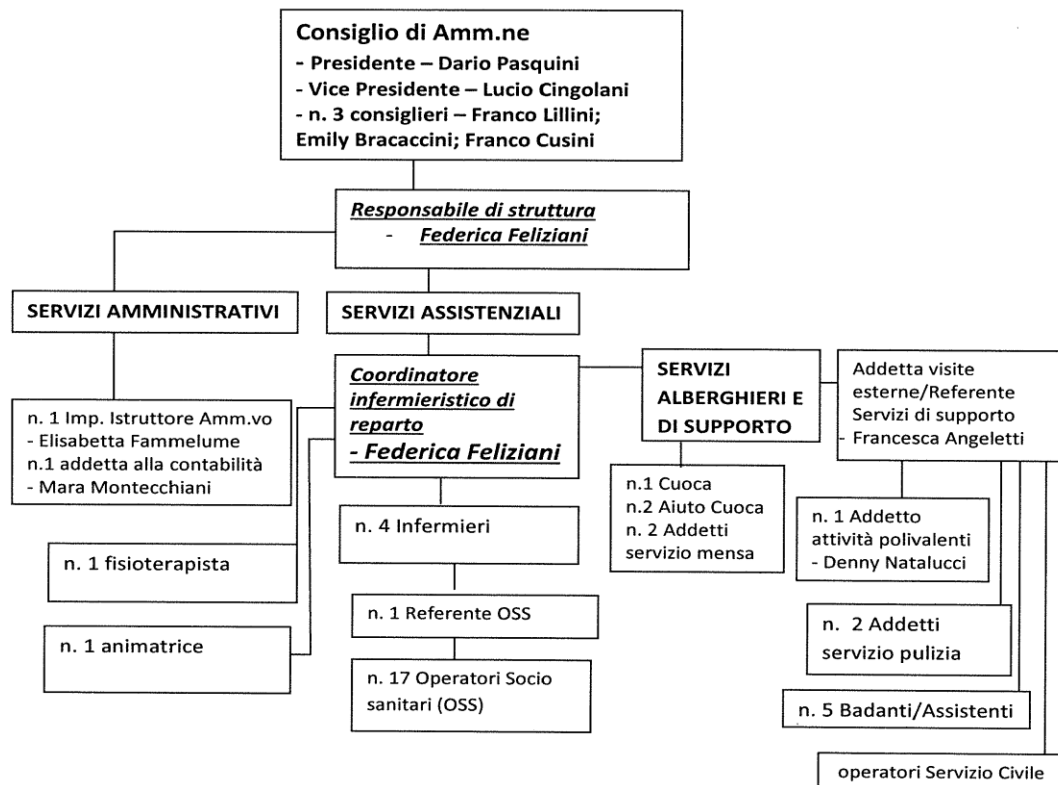 Consiglio di Amm.ne
- Presidente – Dario Pasquini
- Vice Presidente – Lucio Cingolani
- n. 3 consiglieri – Franco Lillini;
Emily Bracaccini; Franco Cusini
Responsabile di struttura
- Federica Feliziani
SERVIZI AMMINISTRATIVI
SERVIZI ASSISTENZIALI
n. 1 Imp. Istruttore Amm.vo
- Elisabetta Fammelume
n.1 addetta alla contabilità
- Mara Montecchiani
Coordinatore
infermieristico di
reparto
- Federica Feliziani
SERVIZI
ALBERGHIERI E
DI SUPPORTO
Addetta visite
esterne/Referente
Servizi di supporto
- Francesca Angeletti
n. 1 fisioterapista
n. 1 animatrice
n. 4 Infermieri
n. 1 Referente OSS
n. 17 Operatori Socio
sanitari (OSS)
n.1 Cuoca
n.2 Aiuto Cuoca
n. 2 Addetti
servizio mensa
n. 1 Addetto
attività polivalenti
- Denny Natalucci
n. 2 Addetti
servizio pulizia
n. 5 Badanti/Assistenti
operatori Servizio Civile